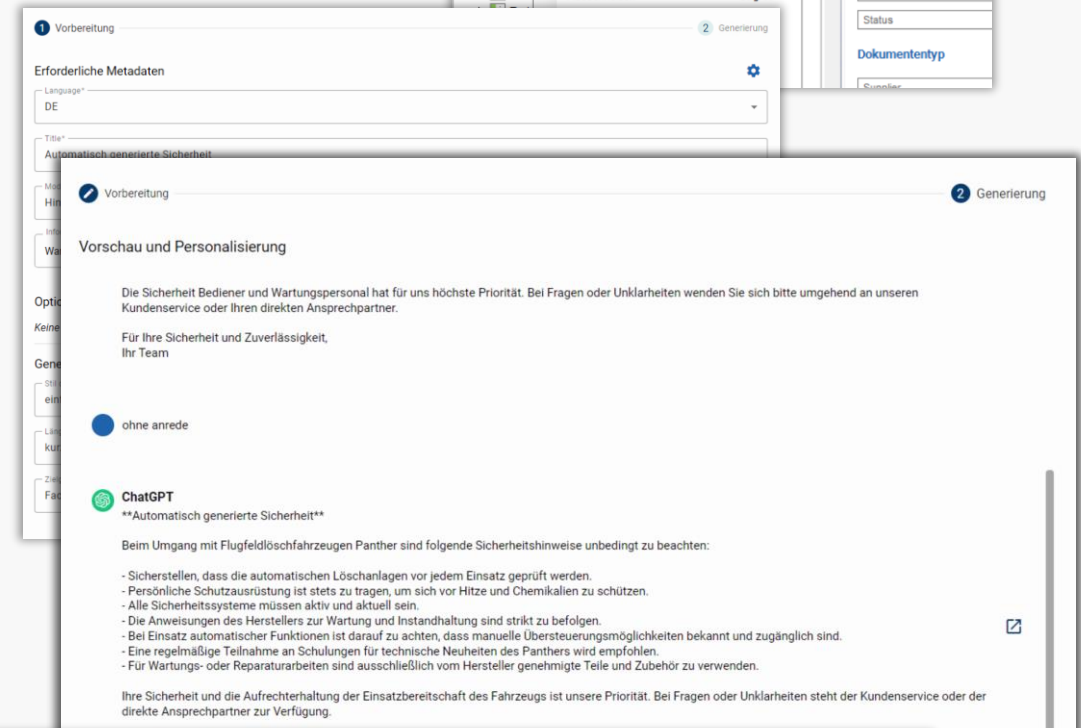 Status
Dokumententyp
1 Vorbereitung
2 Generierung
Erforderliche Metadaten
Language*
DE
Title*
Automatisch generierte Sicherheit
Vorbereitung
2 Generierung
Vorschau und Personalisierung
Die Sicherheit Bediener und Wartungspersonal hat für uns höchste Priorität. Bei Fragen oder Unklarheiten wenden Sie sich bitte umgehend an unseren
Kundenservice oder Ihren direkten Ansprechpartner.
Für Ihre Sicherheit und Zuverlässigkeit,
Ihr Team
ohne anrede
ChatGPT
**Automatisch generierte Sicherheit**
Beim Umgang mit Flugfeldlöschfahrzeugen Panther sind folgende Sicherheitshinweise unbedingt zu beachten:
- Sicherstellen, dass die automatischen Löschanlagen vor jedem Einsatz geprüft werden.
- Persönliche Schutzausrüstung ist stets zu tragen, um sich vor Hitze und Chemikalien zu schützen.
- Alle Sicherheitssysteme müssen aktiv und aktuell sein.
- Die Anweisungen des Herstellers zur Wartung und Instandhaltung sind strikt zu befolgen.
- Bei Einsatz automatischer Funktionen ist darauf zu achten, dass manuelle Übersteuerungsmöglichkeiten bekannt und zugänglich sind.
- Eine regelmäßige Teilnahme an Schulungen für technische Neuheiten des Panthers wird empfohlen.
- Für Wartungs- oder Reparaturarbeiten sind ausschließlich vom Hersteller genehmigte Teile und Zubehör zu verwenden.
Ihre Sicherheit und die Aufrechterhaltung der Einsatzbereitschaft des Fahrzeugs ist unsere Priorität. Bei Fragen oder Unklarheiten steht der Kundenservice oder der
direkte Ansprechpartner zur Verfügung.
Keine